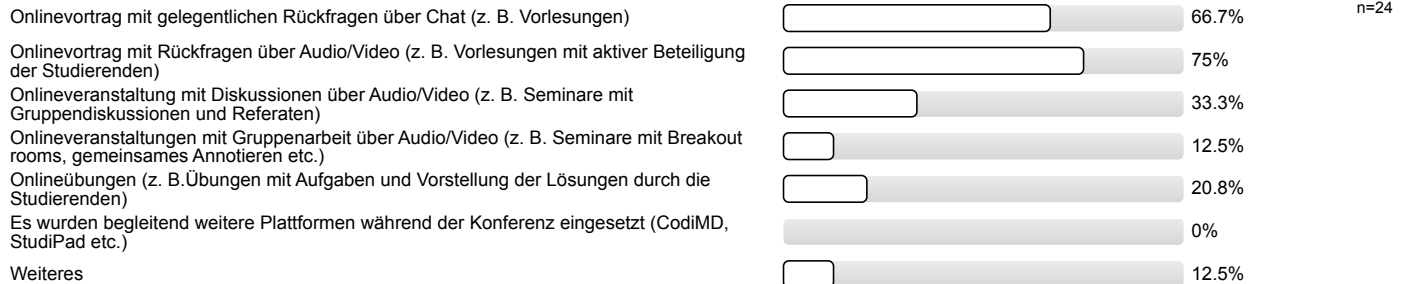 Onlinevortrag mit gelegentlichen Rückfragen über Chat (z. B. Vorlesungen) 66.7% n=24
Onlinevortrag mit Rückfragen über Audio/Video (z. B. Vorlesungen mit aktiver Beteiligung
der Studierenden) 75%
Onlineveranstaltung mit Diskussionen über Audio/Video (z. B. Seminare mit
Gruppendiskussionen und Referaten) 33.3%
Onlineveranstaltungen mit Gruppenarbeit über Audio/Video (z. B. Seminare mit Breakout
rooms, gemeinsames Annotieren etc.) 12.5%
Onlineübungen (z. B.Übungen mit Aufgaben und Vorstellung der Lösungen durch die
Studierenden) 20.8%
Es wurden begleitend weitere Plattformen während der Konferenz eingesetzt (CodiMD,
StudiPad etc.) 0%
Weiteres 12.5%